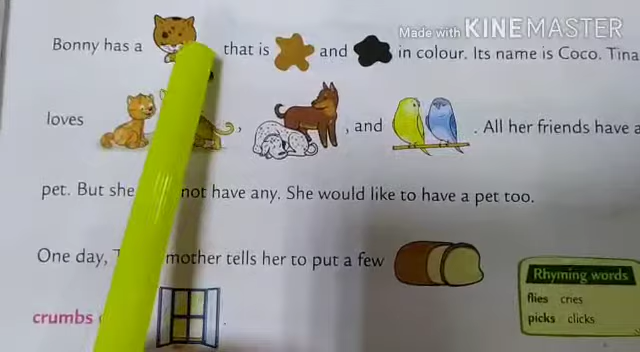 Made with KINEMASTER
Bonny has a that is and in colour. Its name is Coco. Tina
loves , , and . All her friends have a
pet. But she not have any. She would like to have a pet too.
One day, mother tells her to put a few
crumbs .
Rhyming words
flies cries
picks clicks